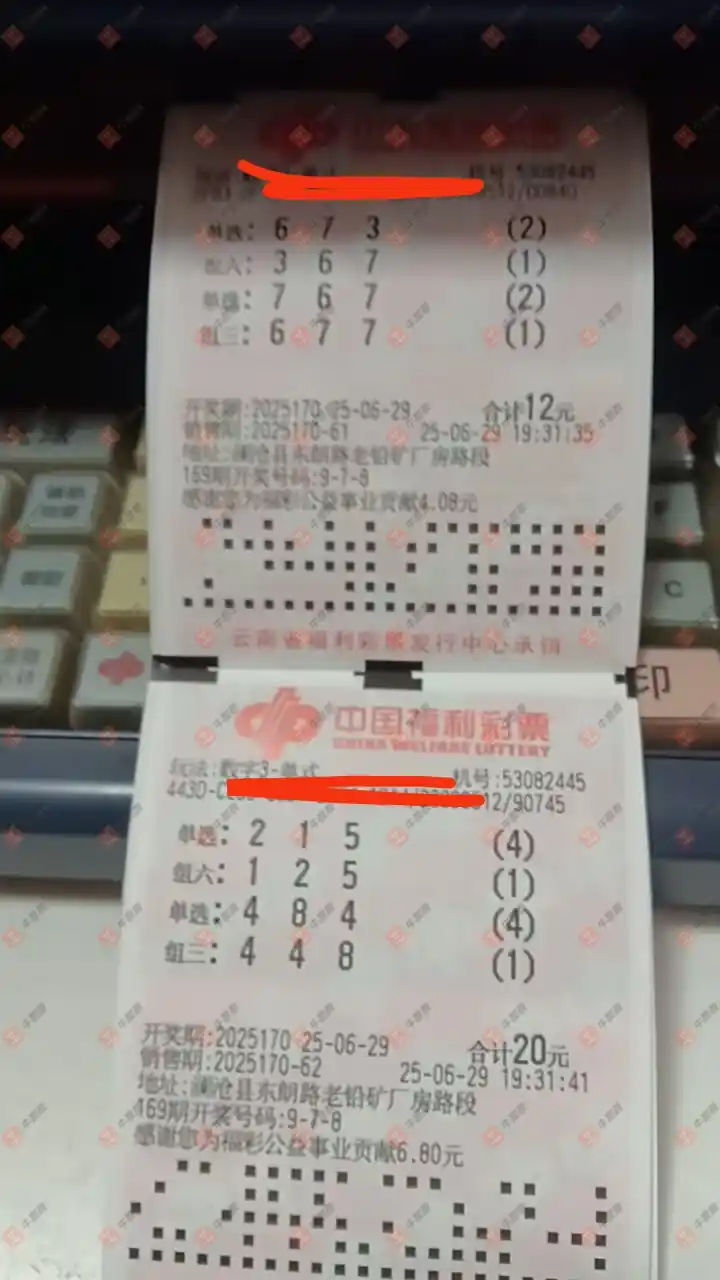 机号:53082445
单选: 6 7 3 (2)
组六: 3 6 7 (1)
单选: 7 6 7 (2)
组三: 6 7 7 (1)
开奖期:2025170 25-06-29 合计12元
销售期:2025170-61 25-06-29 19:31:35
地址:澜沧县东朗路老铅矿厂房路段
169期开奖号码:9-7-8
感谢您为福彩公益事业贡献4.08元
云南省福利彩票发行中心承销
印
C
中国福利彩票
CHINA WELFARE LOTTERY
玩法:数字3-单式 机号:53082445
4430- 12/90745
单选: 2 1 5 (4)
组六: 1 2 5 (1)
单选: 4 8 4 (4)
组三: 4 4 8 (1)
开奖期:2025170 25-06-29 合计20元
销售期:2025170-62 25-06-29 19:31:41
地址:澜沧县东朗路老铅矿厂房路段
169期开奖号码:9-7-8
感谢您为福彩公益事业贡献6.80元